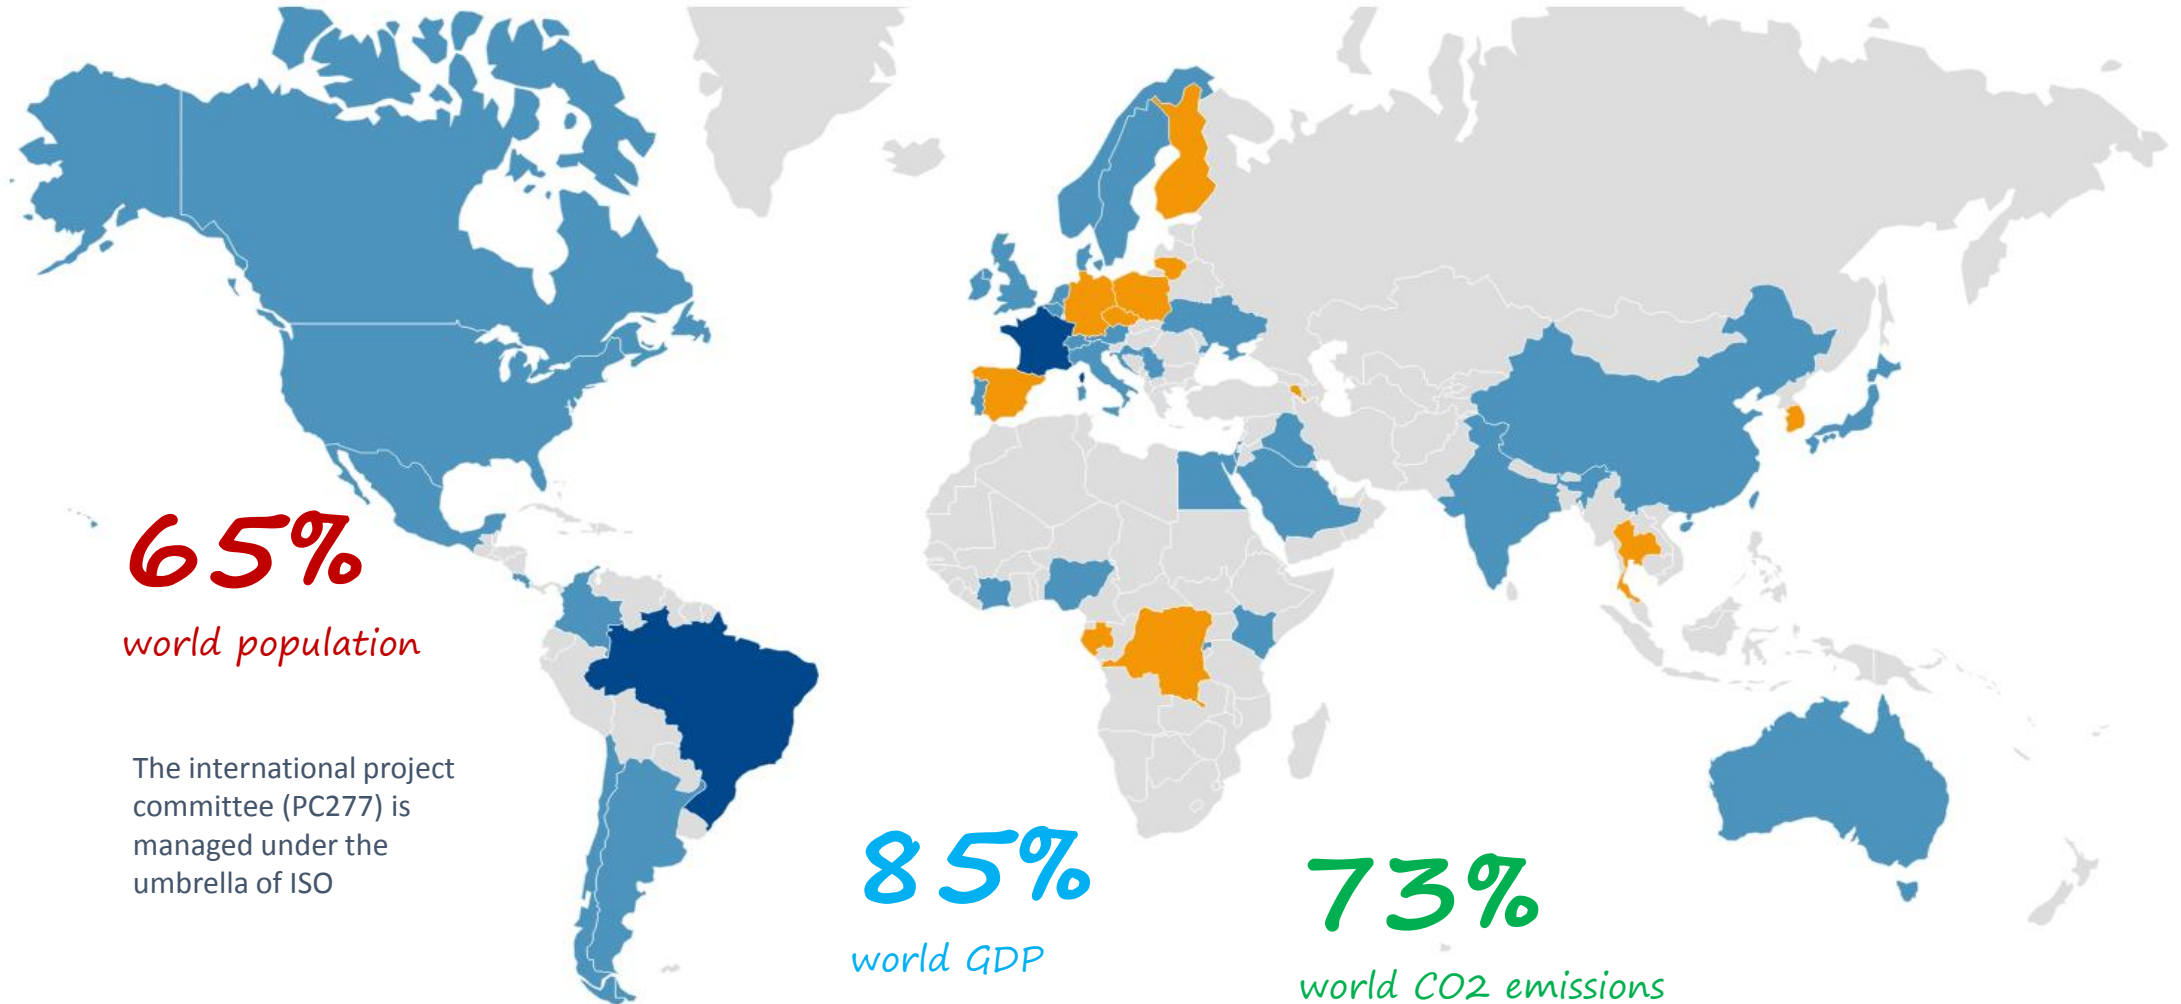 65%
world population
The international project
committee (PC277) is
managed under the
umbrella of ISO
85%
world GDP
73%
world CO2 emissions